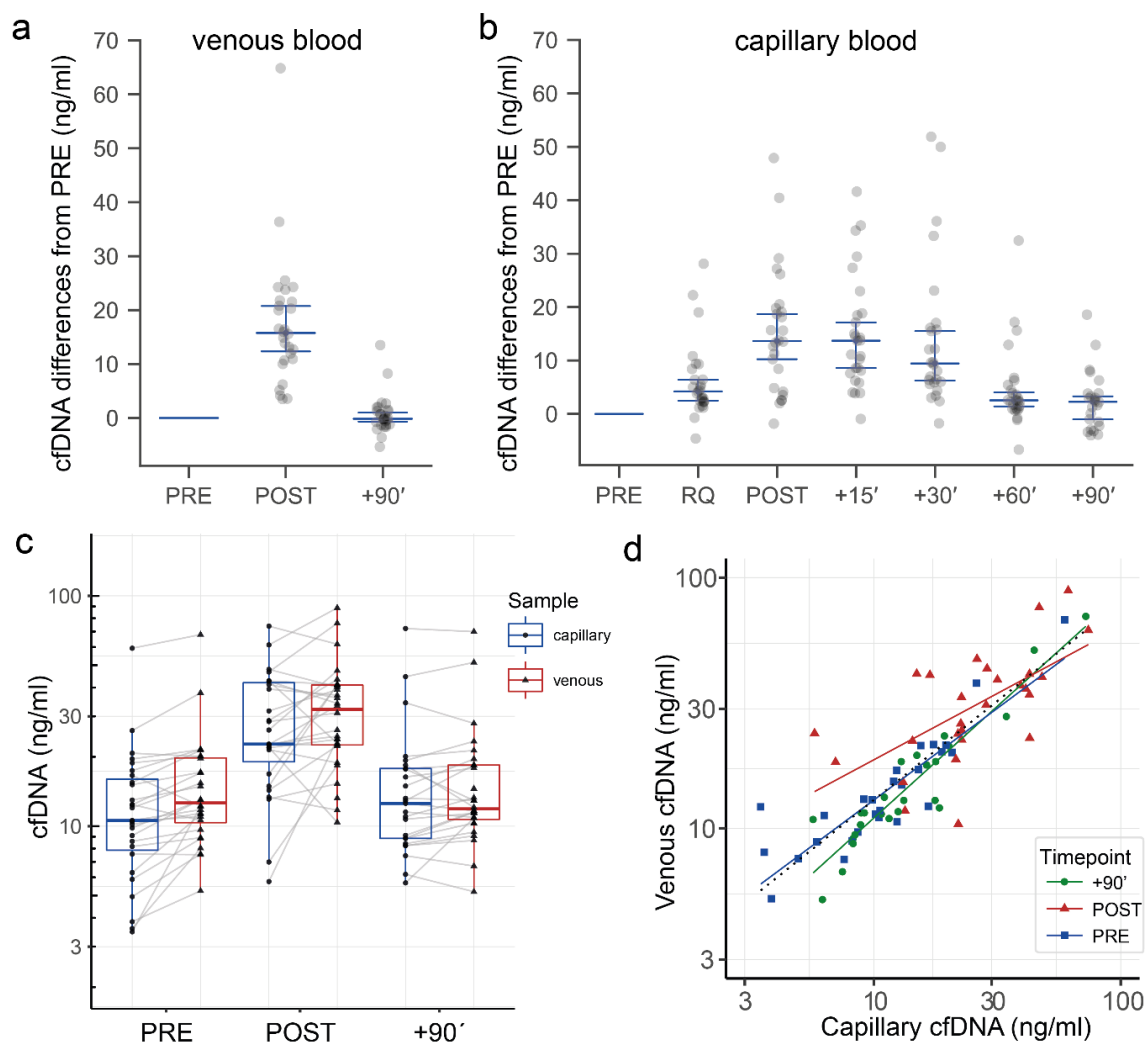 a
venous blood
cfDNA differences from PRE (ng/ml)
70
60
50
40
30
20
10
0
PRE POST +90′
b
capillary blood
cfDNA differences from PRE (ng/ml)
70
60
50
40
30
20
10
0
PRE RQ POST +15′ +30′ +60′ +90′
c
cfDNA (ng/ml)
100
30
10
3
PRE POST +90´
Sample
capillary
venous
d
Venous cfDNA (ng/ml)
100
30
10
3
3 10 30 100
Capillary cfDNA (ng/ml)
Timepoint
+90'
POST
PRE